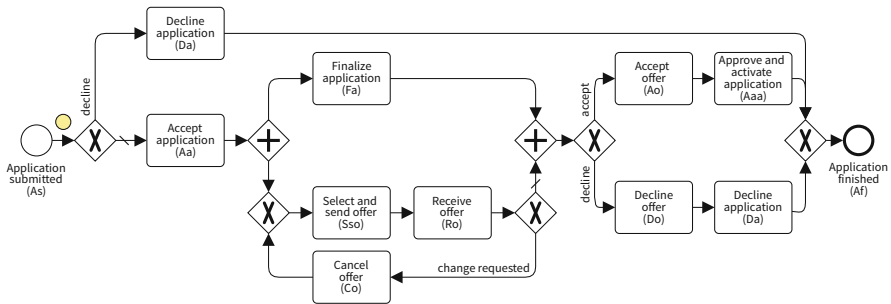 Decline
application
(Da)
decline
Finalize
application
(Fa)
Accept
offer
(Ao)
Approve and
activate
application
(Aaa)
accept
Accept
application
(Aa)
Application
submitted
(As)
Application
finished
(Af)
decline
Select and
send offer
(Sso)
Receive
offer
(Ro)
Decline
offer
(Do)
Decline
application
(Da)
Cancel
offer
(Co)
change requested